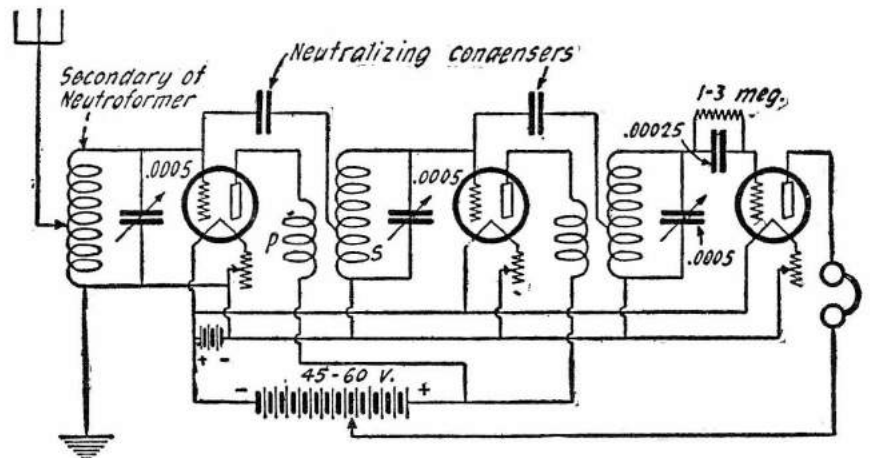 Neutralizing condensers
Secondary of
Neutroformer
1-3 meg.
.00025
.0005
.0005
.0005
P
S
+ -
- 45-60 V. +